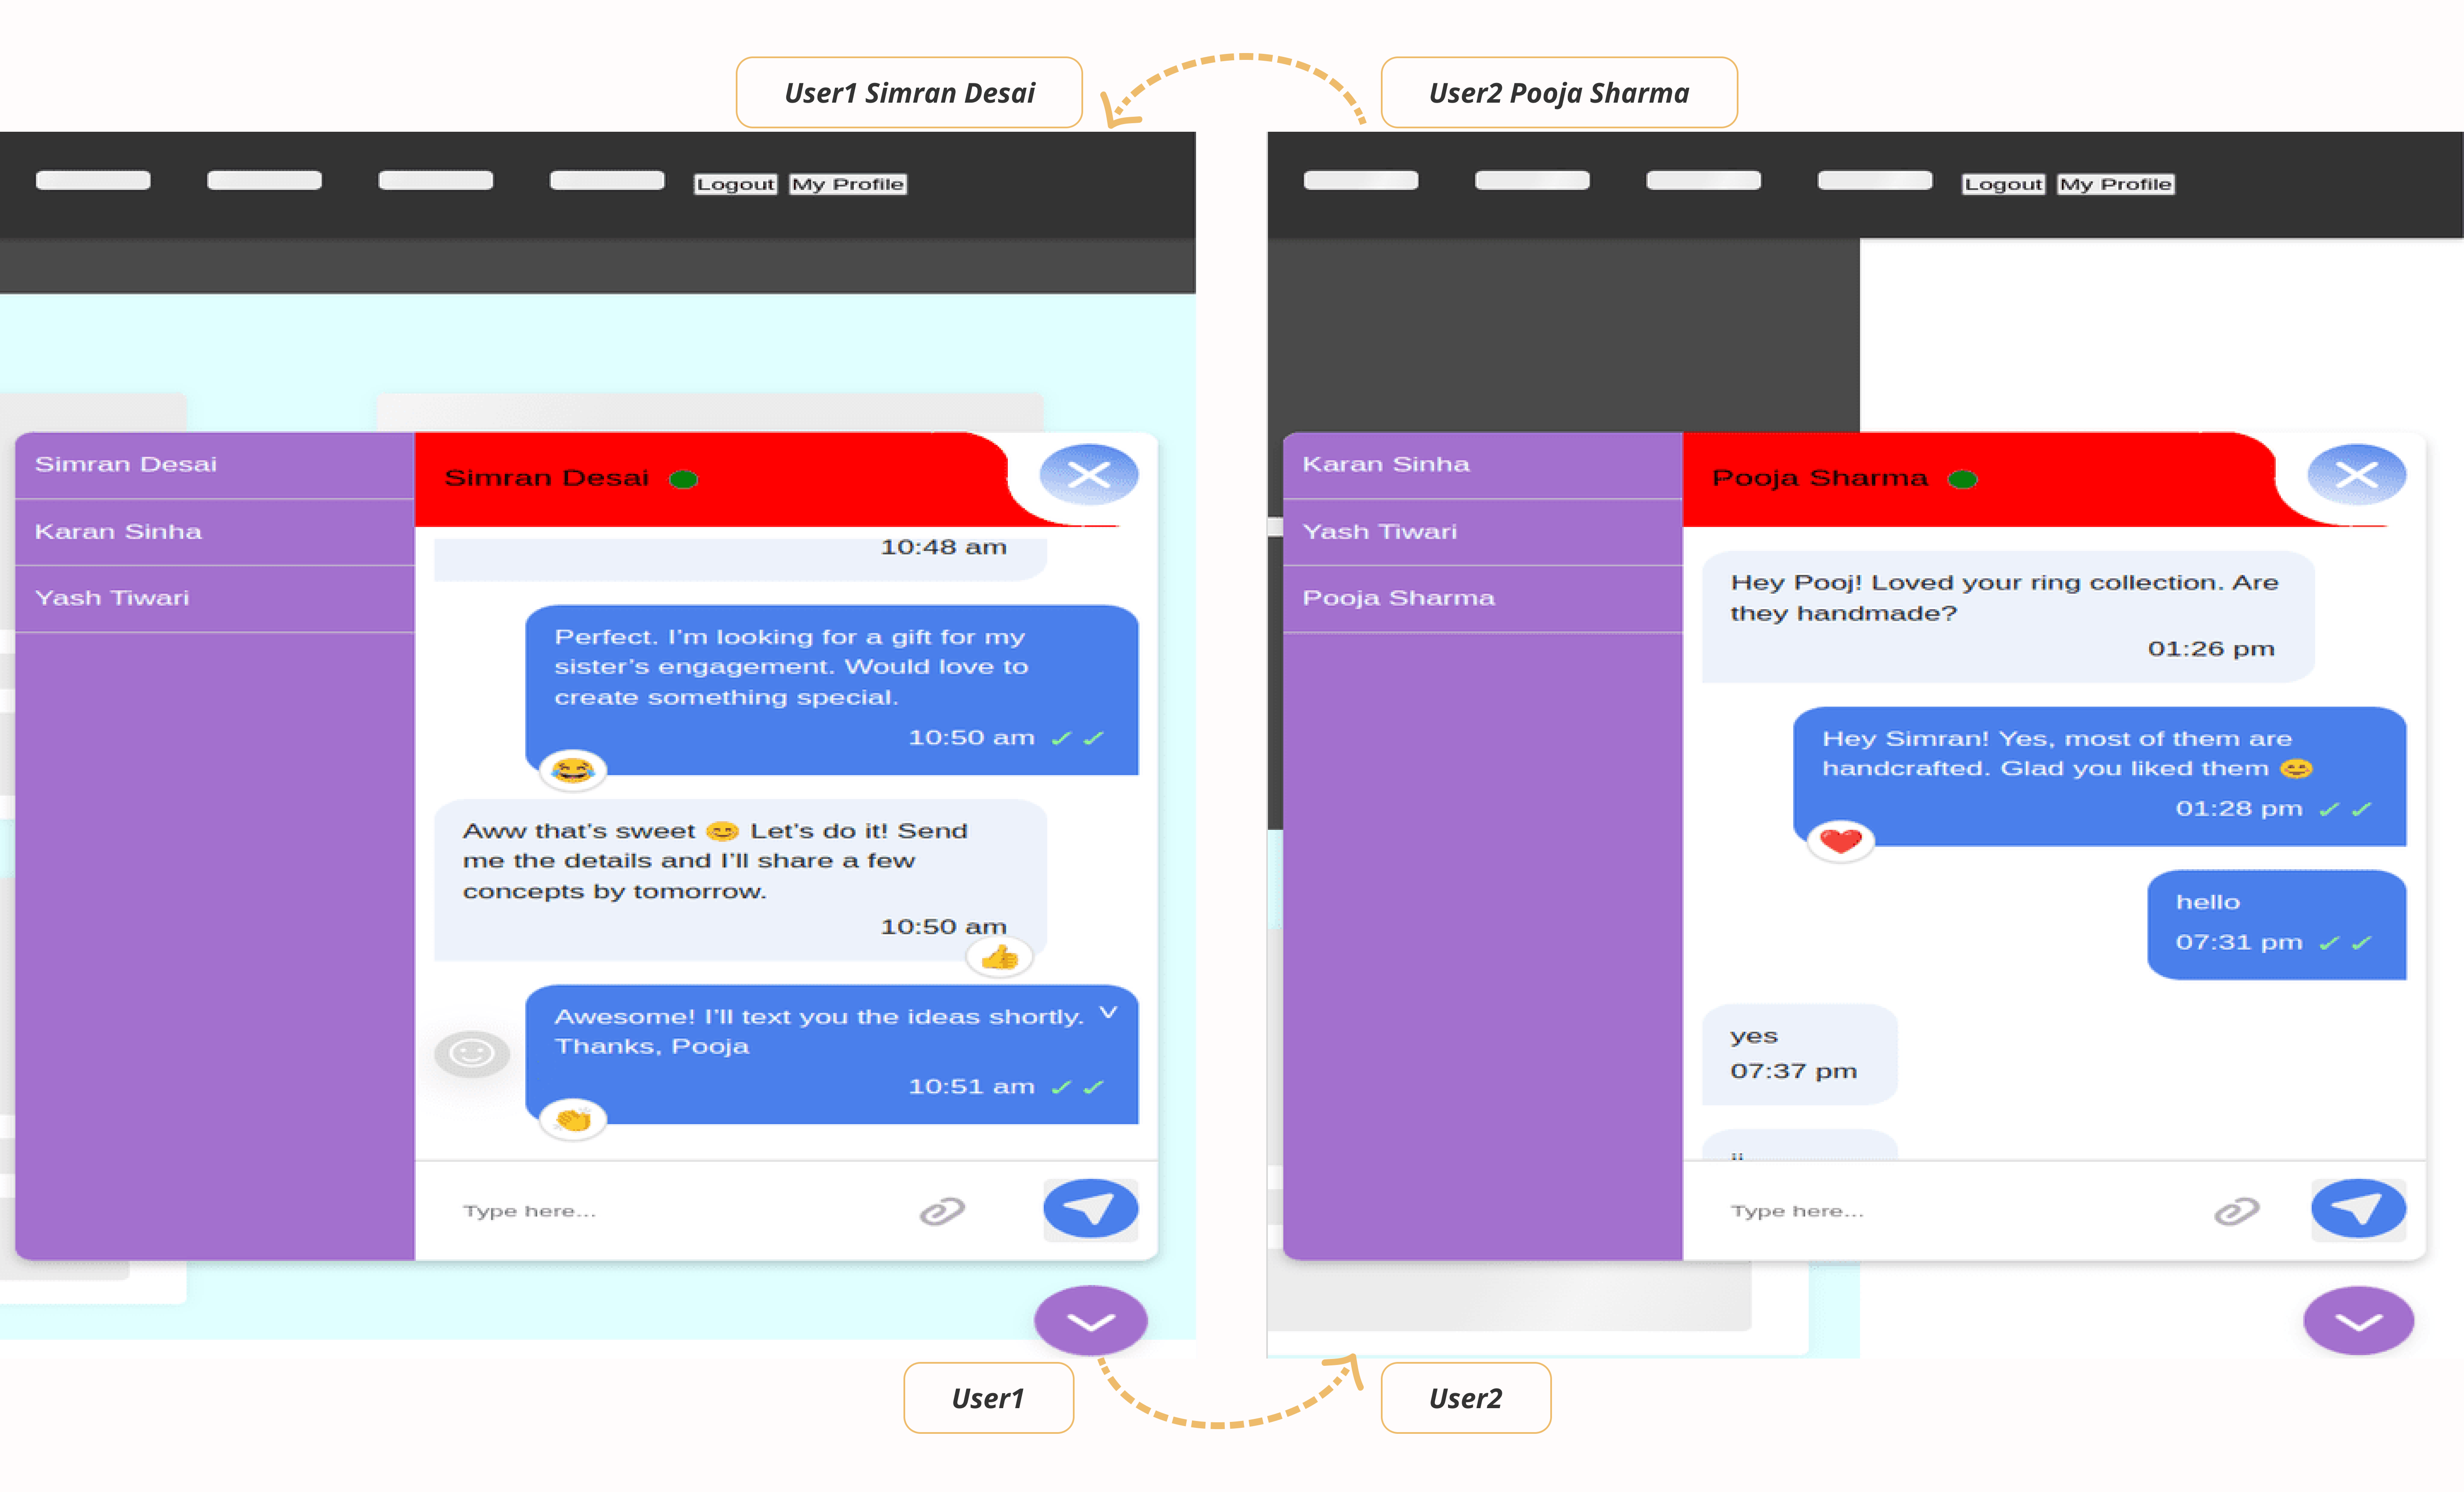 User1 Simran Desai
User2 Pooja Sharma
Logout My Profile
Simran Desai
Karan Sinha
Yash Tiwari
Simran Desai
10:48 am
Perfect. I’m looking for a gift for my
sister’s engagement. Would love to
create something special.
10:50 am
Aww that’s sweet 😊 Let’s do it! Send
me the details and I’ll share a few
concepts by tomorrow.
10:50 am
Awesome! I’ll text you the ideas shortly.
Thanks, Pooja
10:51 am
Type here...
Logout My Profile
Karan Sinha
Yash Tiwari
Pooja Sharma
Pooja Sharma
Hey Pooj! Loved your ring collection. Are
they handmade?
01:26 pm
Hey Simran! Yes, most of them are
handcrafted. Glad you liked them 😊
01:28 pm
hello
07:31 pm
yes
07:37 pm
Type here...
User1
User2